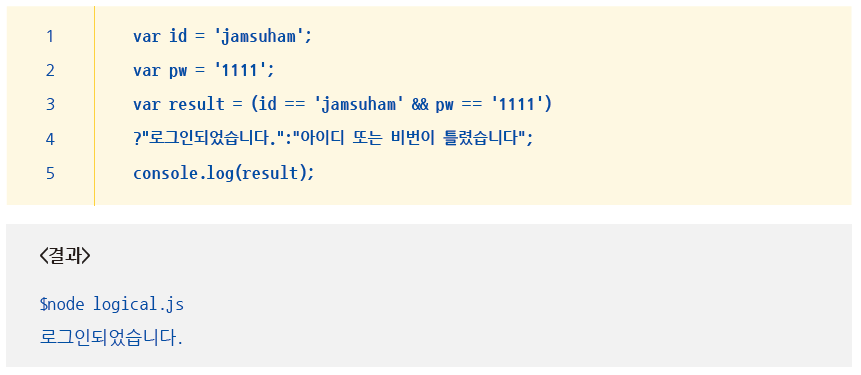 1 var id = 'jamsuham';
2 var pw = '1111';
3 var result = (id == 'jamsuham' && pw == '1111')
4 ?"로그인되었습니다.":"아이디 또는 비번이 틀렸습니다";
5 console.log(result);
<결과>
$node logical.js
로그인되었습니다.